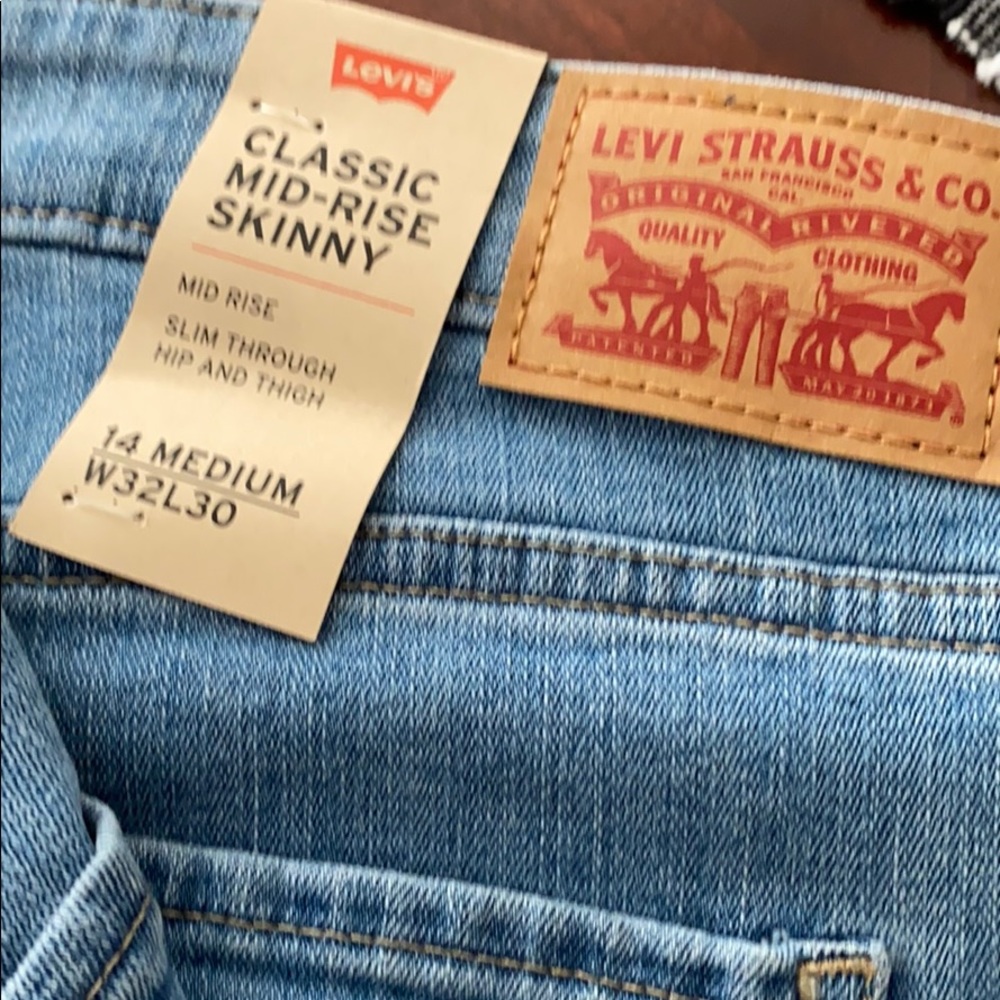 Levi's
CLASSIC
MID-RISE
SKINNY
MID RISE
SLIM THROUGH
HIP AND THIGH
14 MEDIUM
W32L30
LEVI STRAUSS & CO.
SAN FRANCISCO
CAL.
ORIGINAL RIVETED
QUALITY CLOTHING
PATENTED
MAY 20 1873
®